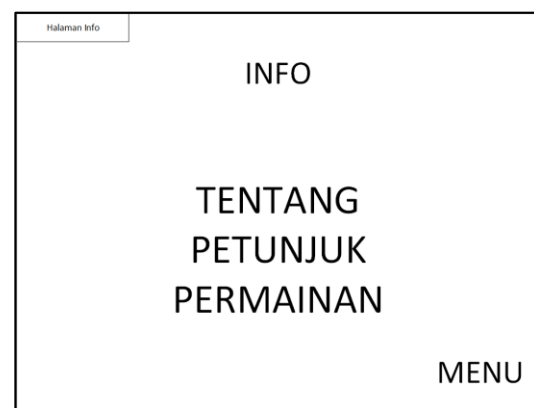 Halaman Info
INFO
TENTANG
PETUNJUK
PERMAINAN
MENU